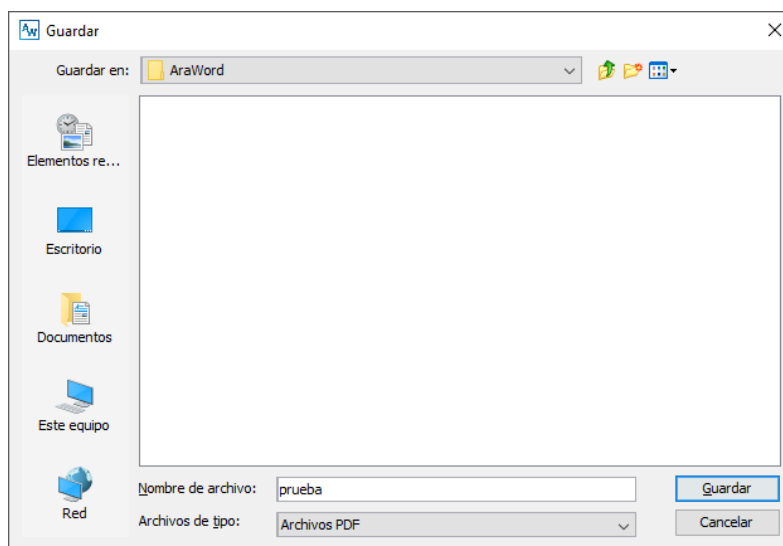 AW Guardar
Guardar en: AraWord
Elementos re...
Escritorio
Documentos
Este equipo
Red
Nombre de archivo: prueba Guardar
Archivos de tipo: Archivos PDF Cancelar